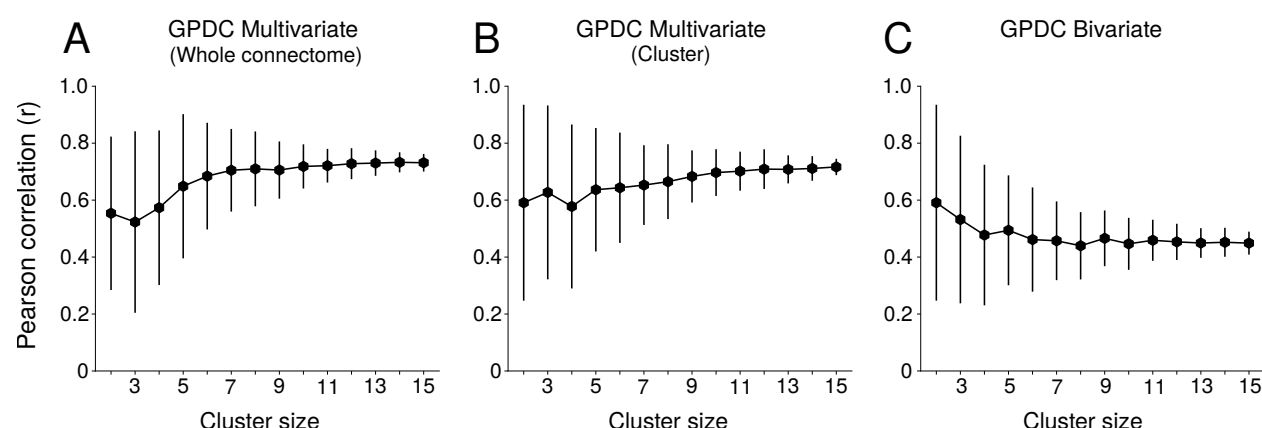 A
GPDC Multivariate
(Whole connectome)
Pearson correlation (r)
1.0
0.8
0.6
0.4
0.2
0
3 5 7 9 11 13 15
Cluster size
B
GPDC Multivariate
(Cluster)
1.0
0.8
0.6
0.4
0.2
0
3 5 7 9 11 13 15
Cluster size
C
GPDC Bivariate
1.0
0.8
0.6
0.4
0.2
0
3 5 7 9 11 13 15
Cluster size